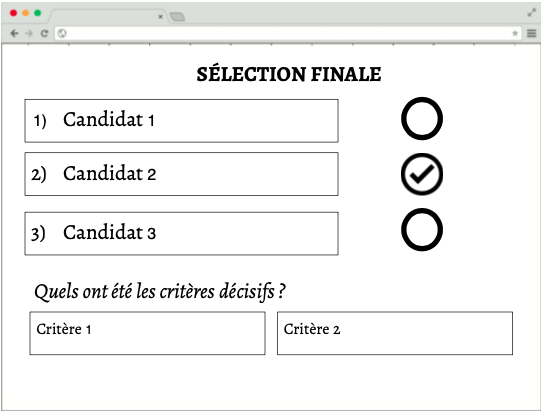 SÉLECTION FINALE
1) Candidat 1
2) Candidat 2
3) Candidat 3
Quels ont été les critères décisifs ?
Critère 1 Critère 2